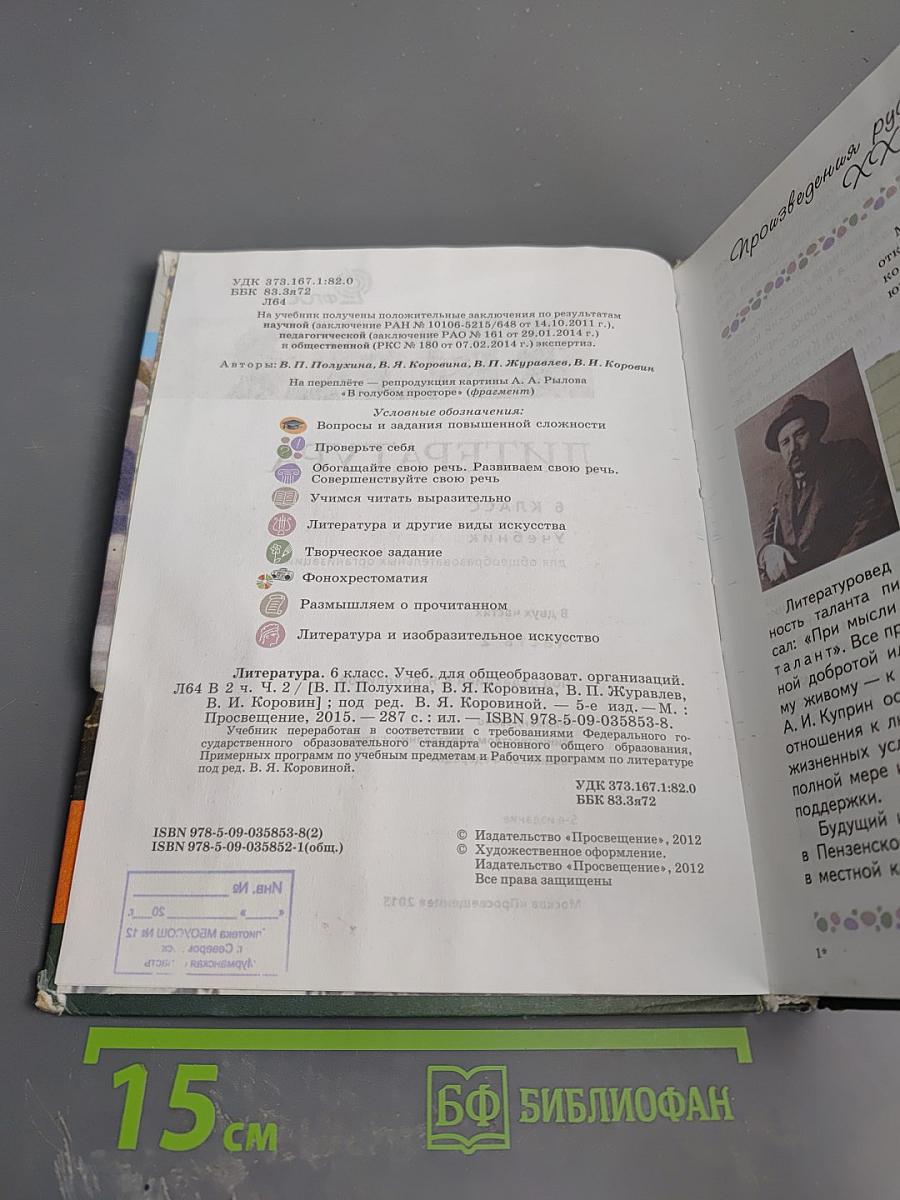 УДК 373.167.1:82.0
ББК 83.3я72
Л64
На учебник получены положительные заключения по результатам
научной (заключение РАН № 10106-5215/648 от 14.10.2011 г.),
педагогической (заключение РАО № 161 от 29.01.2014 г.)
и общественной (РКС № 180 от 07.02.2014 г.) экспертиз.
Авторы: В. П. Полухина, В. Я. Коровина, В. П. Журавлев, В. И. Коровин
На переплёте — репродукция картины А. А. Рылова
«В голубом просторе» (фрагмент)
Условные обозначения:
Вопросы и задания повышенной сложности
Проверьте себя
Обогащайте свою речь. Развиваем свою речь.
Совершенствуйте свою речь
Учимся читать выразительно
Литература и другие виды искусства
Творческое задание
Фонохрестоматия
Размышляем о прочитанном
Литература и изобразительное искусство
Литература. 6 класс. Учеб. для общеобразоват. организаций.
Л64 В 2 ч. Ч. 2 / [В. П. Полухина, В. Я. Коровина, В. П. Журавлев,
В. И. Коровин] ; под ред. В. Я. Коровиной. — 5-е изд. — М. :
Просвещение, 2015. — 287 с. : ил. — ISBN 978-5-09-035853-8.
Учебник переработан в соответствии с требованиями Федерального го-
сударственного образовательного стандарта основного общего образования,
Примерных программ по учебным предметам и Рабочих программ по литературе
под ред. В. Я. Коровиной.
УДК 373.167.1:82.0
ББК 83.3я72
ISBN 978-5-09-035853-8(2)
ISBN 978-5-09-035852-1(общ.)
© Издательство «Просвещение», 2012
© Художественное оформление.
Издательство «Просвещение», 2012
Все права защищены
Инв. №
« » 20 г.
МБОУСОШ № 12
г. Севером
Произведения
XX
Литературовед
ность таланта
сал: «При мысли
талант». Все
ной добротой
му живому — к
А. И. Куприн
отношения к
жизненных
полной мере
поддержки.
Будущий
в Пензенско
в местной
1*
15 см
БФ БИБЛИОФАН